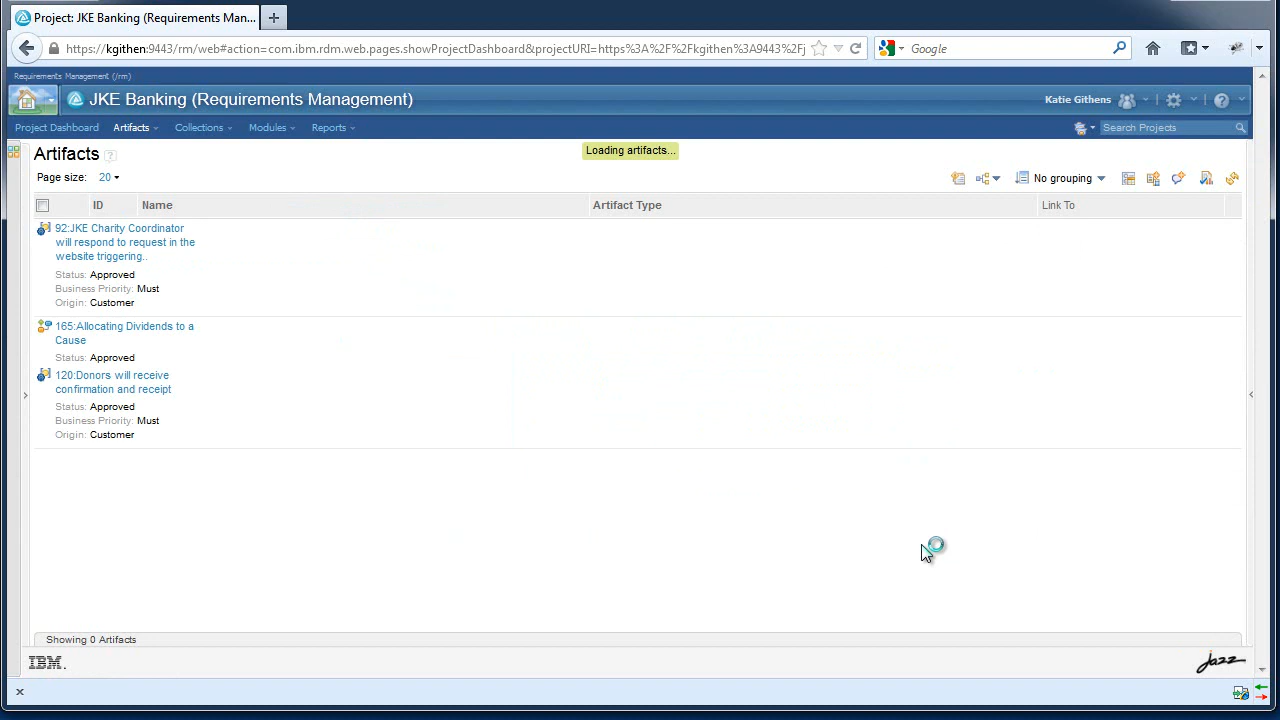 Project: JKE Banking (Requirements Man...
https://kgithen:9443/rm/web#action=com.ibm.rdm.web.pages.showProjectDashboard&projectURI=https%3A%2F%2Fkgithen%3A9443%2Fj
Google
Requirements Management (/rm)
JKE Banking (Requirements Management)
Katie Githens
Project Dashboard Artifacts Collections Modules Reports
Search Projects
Artifacts
Loading artifacts...
Page size: 20
No grouping
ID Name Artifact Type Link To
92:JKE Charity Coordinator
will respond to request in the
website triggering..
Status: Approved
Business Priority: Must
Origin: Customer
165:Allocating Dividends to a
Cause
Status: Approved
120:Donors will receive
confirmation and receipt
Status: Approved
Business Priority: Must
Origin: Customer
Showing 0 Artifacts
IBM.
Jazz